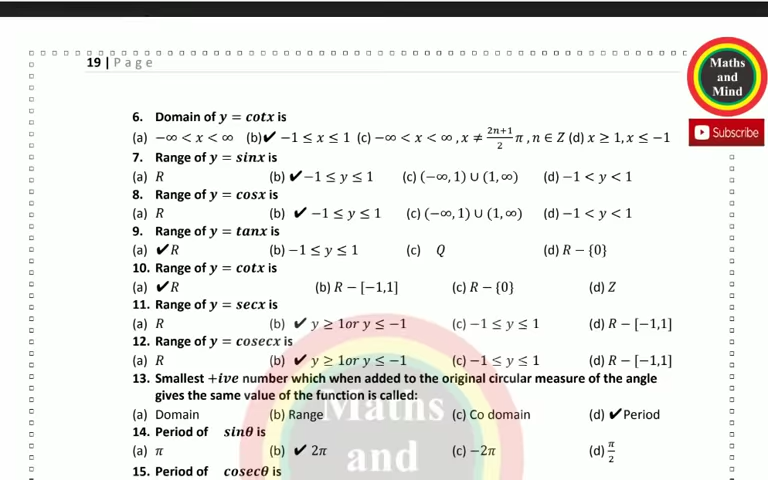 19 | Page
Maths
and
Mind
Subscribe
6. Domain of y = cotx is
(a) −∞ < x < ∞ (b)✔ −1 ≤ x ≤ 1 (c) −∞ < x < ∞ , x ≠ (2n+1)/2 π , n ∈ Z (d) x ≥ 1, x ≤ −1
7. Range of y = sinx is
(a) R (b) ✔−1 ≤ y ≤ 1 (c) (−∞, 1) ∪ (1, ∞) (d) −1 < y < 1
8. Range of y = cosx is
(a) R (b) ✔ −1 ≤ y ≤ 1 (c) (−∞, 1) ∪ (1, ∞) (d) −1 < y < 1
9. Range of y = tanx is
(a) ✔R (b) −1 ≤ y ≤ 1 (c) Q (d) R − {0}
10. Range of y = cotx is
(a) ✔R (b) R − [−1,1] (c) R − {0} (d) Z
11. Range of y = secx is
(a) R (b) ✔ y ≥ 1or y ≤ −1 (c) −1 ≤ y ≤ 1 (d) R − [−1,1]
12. Range of y = cosecx is
(a) R (b) ✔ y ≥ 1or y ≤ −1 (c) −1 ≤ y ≤ 1 (d) R − [−1,1]
13. Smallest +ive number which when added to the original circular measure of the angle
gives the same value of the function is called:
(a) Domain (b) Range (c) Co domain (d) ✔Period
14. Period of sinθ is
(a) π (b) ✔ 2π (c) −2π (d) π/2
15. Period of cosecθ is
Maths
and